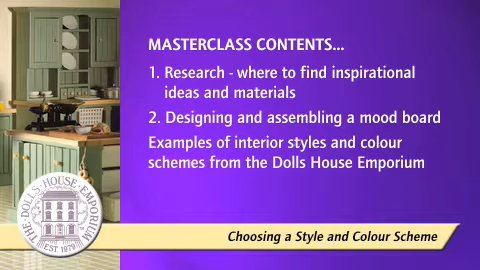 MASTERCLASS CONTENTS...
1. Research - where to find inspirational
ideas and materials
2. Designing and assembling a mood board
Examples of interior styles and colour
schemes from the Dolls House Emporium
THE DOLLS HOUSE EMPORIUM
EST. 1979
Choosing a Style and Colour Scheme